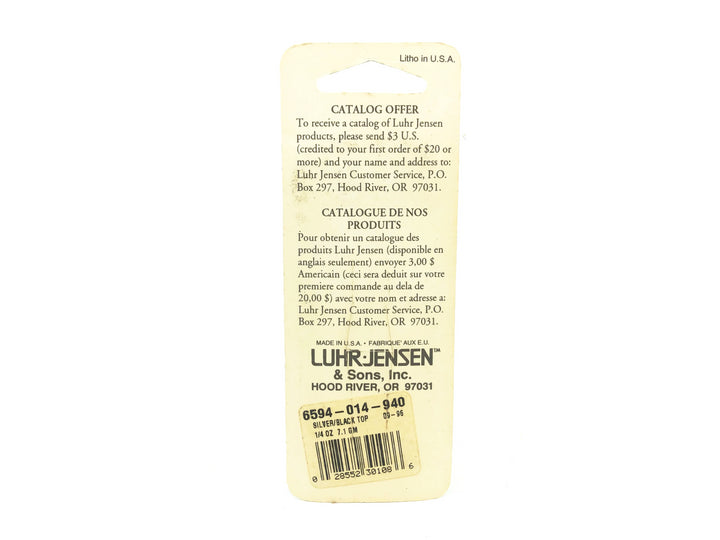 Litho in U.S.A.
CATALOG OFFER
To receive a catalog of Luhr Jensen
products, please send $3 U.S.
(credited to your first order of $20 or
more) and your name and address to:
Luhr Jensen Customer Service, P.O.
Box 297, Hood River, OR 97031.
CATALOGUE DE NOS
PRODUITS
Pour obtenir un catalogue des
produits Luhr Jensen (disponible en
anglais seulement) envoyer 3,00 $
Americain (ceci sera deduit sur votre
premiere commande au dela de
20,00 $) avec votre nom et adresse a:
Luhr Jensen Customer Service, P.O.
Box 297, Hood River, OR 97031.
MADE IN U.S.A. • FABRIQUE' AUX E.U.
LUHR-JENSEN™
& Sons, Inc.
HOOD RIVER, OR 97031
6594-014-940
SILVER/BLACK TOP 09-96
1/4 OZ 7.1 GM
0 28552 30108 6